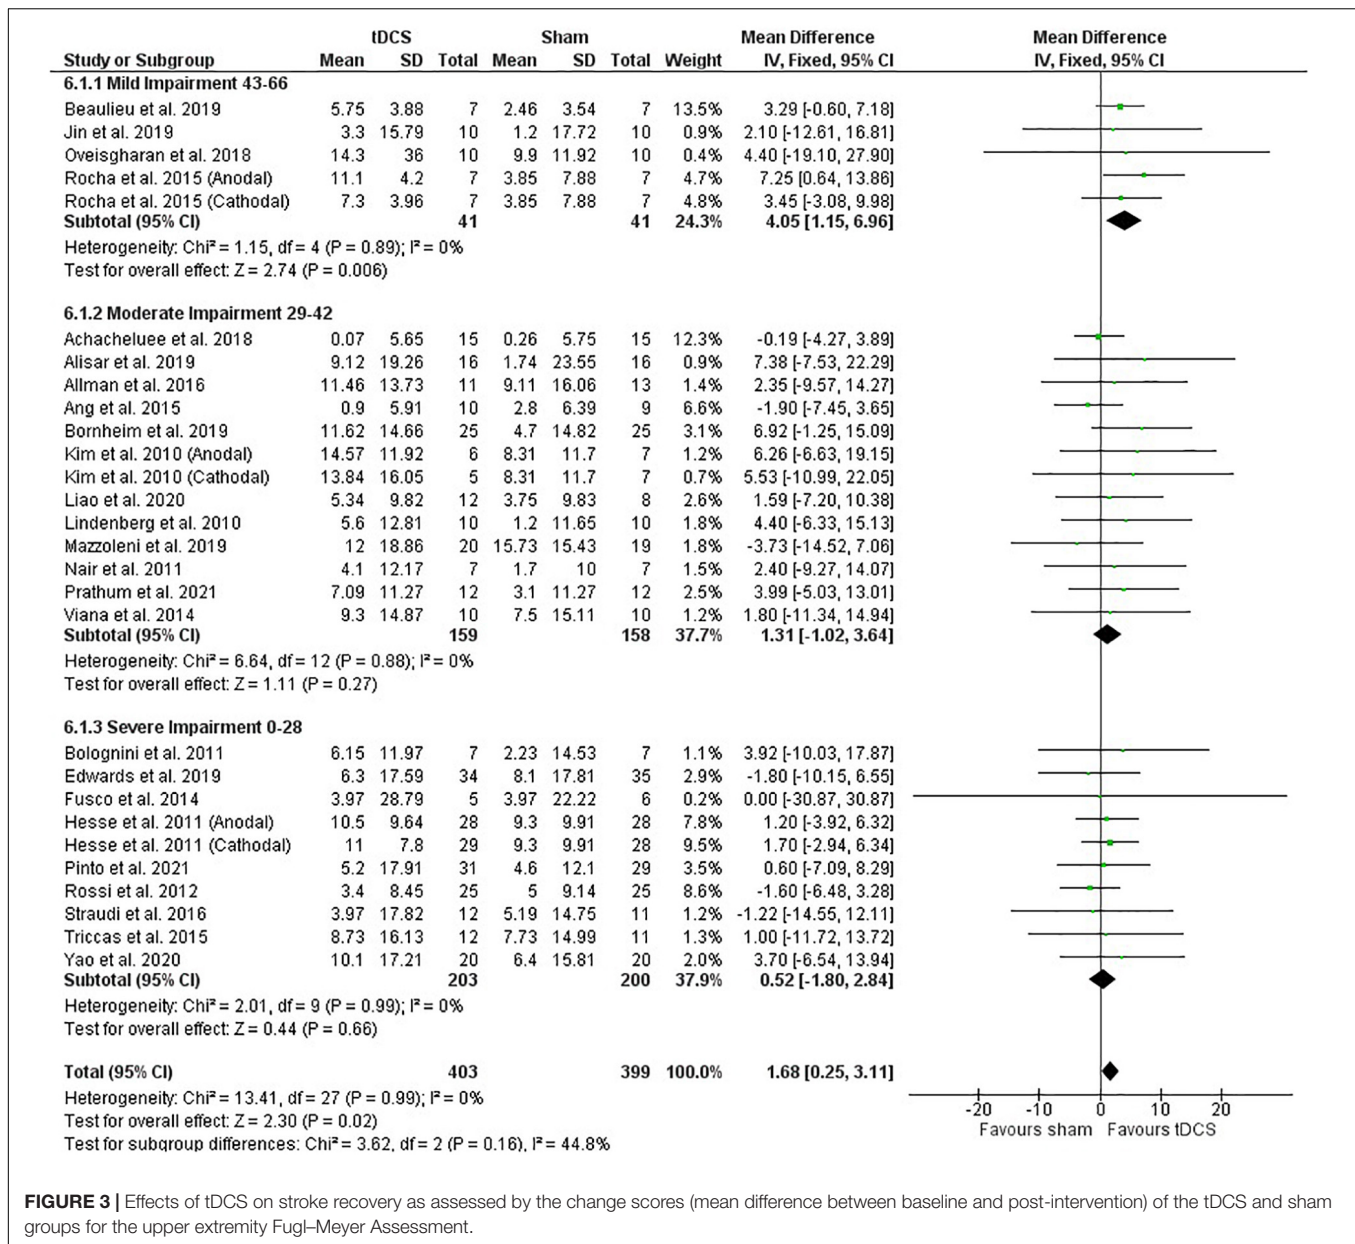 tDCS Sham Mean Difference Mean Difference
Study or Subgroup Mean SD Total Mean SD Total Weight IV, Fixed, 95% CI IV, Fixed, 95% CI
6.1.1 Mild Impairment 43-66
Beaulieu et al. 2019 5.75 3.88 7 2.46 3.54 7 13.5% 3.29 [-0.60, 7.18]
Jin et al. 2019 3.3 15.79 10 1.2 17.72 10 0.9% 2.10 [-12.61, 16.81]
Oveisgharan et al. 2018 14.3 36 10 9.9 11.92 10 0.4% 4.40 [-19.10, 27.90]
Rocha et al. 2015 (Anodal) 11.1 4.2 7 3.85 7.88 7 4.7% 7.25 [0.64, 13.86]
Rocha et al. 2015 (Cathodal) 7.3 3.96 7 3.85 7.88 7 4.8% 3.45 [-3.08, 9.98]
Subtotal (95% CI) 41 41 24.3% 4.05 [1.15, 6.96]
Heterogeneity: Chi² = 1.15, df = 4 (P = 0.89); I² = 0%
Test for overall effect: Z = 2.74 (P = 0.006)
6.1.2 Moderate Impairment 29-42
Achacheluee et al. 2018 0.07 5.65 15 0.26 5.75 15 12.3% -0.19 [-4.27, 3.89]
Alisar et al. 2019 9.12 19.26 16 1.74 23.55 16 0.9% 7.38 [-7.53, 22.29]
Allman et al. 2016 11.46 13.73 11 9.11 16.06 13 1.4% 2.35 [-9.57, 14.27]
Ang et al. 2015 0.9 5.91 10 2.8 6.39 9 6.6% -1.90 [-7.45, 3.65]
Bornheim et al. 2019 11.62 14.66 25 4.7 14.82 25 3.1% 6.92 [-1.25, 15.09]
Kim et al. 2010 (Anodal) 14.57 11.92 6 8.31 11.7 7 1.2% 6.26 [-6.63, 19.15]
Kim et al. 2010 (Cathodal) 13.84 16.05 5 8.31 11.7 7 0.7% 5.53 [-10.99, 22.05]
Liao et al. 2020 5.34 9.82 12 3.75 9.83 8 2.6% 1.59 [-7.20, 10.38]
Lindenberg et al. 2010 5.6 12.81 10 1.2 11.65 10 1.8% 4.40 [-6.33, 15.13]
Mazzoleni et al. 2019 12 18.86 20 15.73 15.43 19 1.8% -3.73 [-14.52, 7.06]
Nair et al. 2011 4.1 12.17 7 1.7 10 7 1.5% 2.40 [-9.27, 14.07]
Prathum et al. 2021 7.09 11.27 12 3.1 11.27 12 2.5% 3.99 [-5.03, 13.01]
Viana et al. 2014 9.3 14.87 10 7.5 15.11 10 1.2% 1.80 [-11.34, 14.94]
Subtotal (95% CI) 159 158 37.7% 1.31 [-1.02, 3.64]
Heterogeneity: Chi² = 6.64, df = 12 (P = 0.88); I² = 0%
Test for overall effect: Z = 1.11 (P = 0.27)
6.1.3 Severe Impairment 0-28
Bolognini et al. 2011 6.15 11.97 7 2.23 14.53 7 1.1% 3.92 [-10.03, 17.87]
Edwards et al. 2019 6.3 17.59 34 8.1 17.81 35 2.9% -1.80 [-10.15, 6.55]
Fusco et al. 2014 3.97 28.79 5 3.97 22.22 6 0.2% 0.00 [-30.87, 30.87]
Hesse et al. 2011 (Anodal) 10.5 9.64 28 9.3 9.91 28 7.8% 1.20 [-3.92, 6.32]
Hesse et al. 2011 (Cathodal) 11 7.8 29 9.3 9.91 28 9.5% 1.70 [-2.94, 6.34]
Pinto et al. 2021 5.2 17.91 31 4.6 12.1 29 3.5% 0.60 [-7.09, 8.29]
Rossi et al. 2012 3.4 8.45 25 5 9.14 25 8.6% -1.60 [-6.48, 3.28]
Straudi et al. 2016 3.97 17.82 12 5.19 14.75 11 1.2% -1.22 [-14.55, 12.11]
Triccas et al. 2015 8.73 16.13 12 7.73 14.99 11 1.3% 1.00 [-11.72, 13.72]
Yao et al. 2020 10.1 17.21 20 6.4 15.81 20 2.0% 3.70 [-6.54, 13.94]
Subtotal (95% CI) 203 200 37.9% 0.52 [-1.80, 2.84]
Heterogeneity: Chi² = 2.01, df = 9 (P = 0.99); I² = 0%
Test for overall effect: Z = 0.44 (P = 0.66)
Total (95% CI) 403 399 100.0% 1.68 [0.25, 3.11]
Heterogeneity: Chi² = 13.41, df = 27 (P = 0.99); I² = 0%
Test for overall effect: Z = 2.30 (P = 0.02)
Test for subgroup differences: Chi² = 3.62, df = 2 (P = 0.16), I² = 44.8%
-20 -10 0 10 20
Favours sham Favours tDCS
FIGURE 3 | Effects of tDCS on stroke recovery as assessed by the change scores (mean difference between baseline and post-intervention) of the tDCS and sham
groups for the upper extremity Fugl–Meyer Assessment.